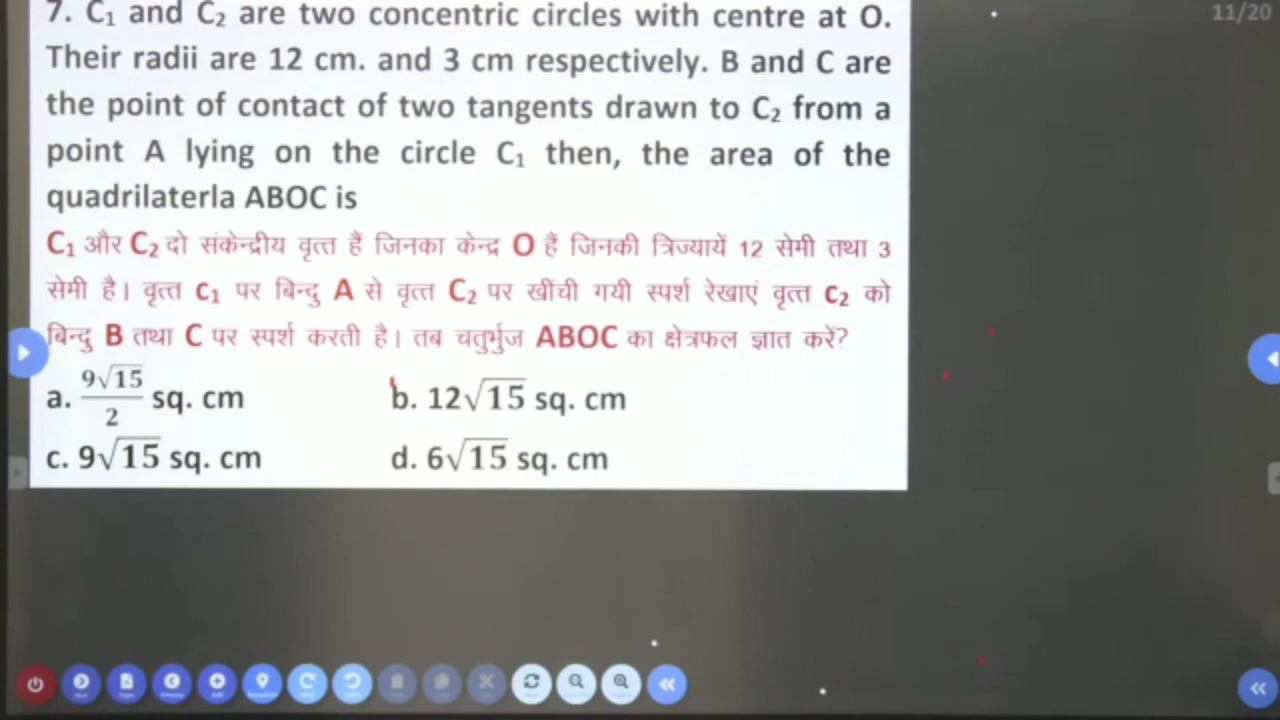 11/20
7. C₁ and C₂ are two concentric circles with centre at O.
Their radii are 12 cm. and 3 cm respectively. B and C are
the point of contact of two tangents drawn to C₂ from a
point A lying on the circle C₁ then, the area of the
quadrilaterla ABOC is
C₁ और C₂ दो संकेन्द्रीय वृत्त हैं जिनका केन्द्र O हैं जिनकी त्रिज्यायें 12 सेमी तथा 3
सेमी है। वृत्त c₁ पर बिन्दु A से वृत्त C₂ पर खींची गयी स्पर्श रेखाएं वृत्त c₂ को
बिन्दु B तथा C पर स्पर्श करती है। तब चतुर्भुज ABOC का क्षेत्रफल ज्ञात करें?
a. 9√15/2 sq. cm b. 12√15 sq. cm
c. 9√15 sq. cm d. 6√15 sq. cm